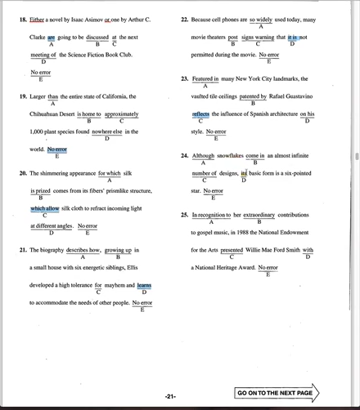 18. Either a novel by Isaac Asimov or one by Arthur C.
A
Clarke are going to be discussed at the next
A B C
meeting of the Science Fiction Book Club.
D
No error
E
19. Larger than the entire state of California, the
A
Chihuahuan Desert is home to approximately
B C
1,000 plant species found nowhere else in the
D
world. No error
E
20. The shimmering appearance for which silk
A
is prized comes from its fibers' prismlike structure,
B
which allow silk cloth to refract incoming light
C
at different angles. No error
D E
21. The biography describes how, growing up in
A B
a small house with six energetic siblings, Ellis
developed a high tolerance for mayhem and learns
C D
to accommodate the needs of other people. No error
E
22. Because cell phones are so widely used today, many
A
movie theaters post signs warning that it is not
B C D
permitted during the movie. No error
E
23. Featured in many New York City landmarks, the
A
vaulted tile ceilings patented by Rafael Guastavino
B
reflects the influence of Spanish architecture on his
C D
style. No error
E
24. Although snowflakes come in an almost infinite
A B
number of designs, its basic form is a six-pointed
C D
star. No error
E
25. In recognition to her extraordinary contributions
A B
to gospel music, in 1988 the National Endowment
for the Arts presented Willie Mae Ford Smith with
C D
a National Heritage Award. No error
E
-21-
GO ON TO THE NEXT PAGE